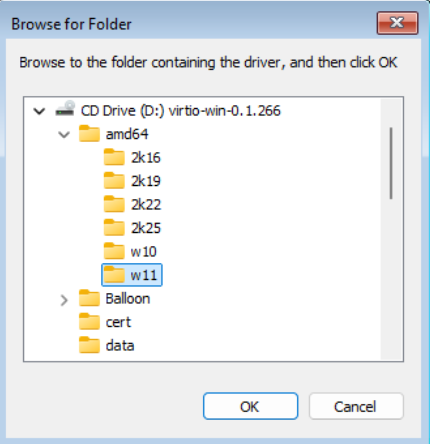 Browse for Folder
Browse to the folder containing the driver, and then click OK
CD Drive (D:) virtio-win-0.1.266
amd64
2k16
2k19
2k22
2k25
w10
w11
Balloon
cert
data
OK
Cancel